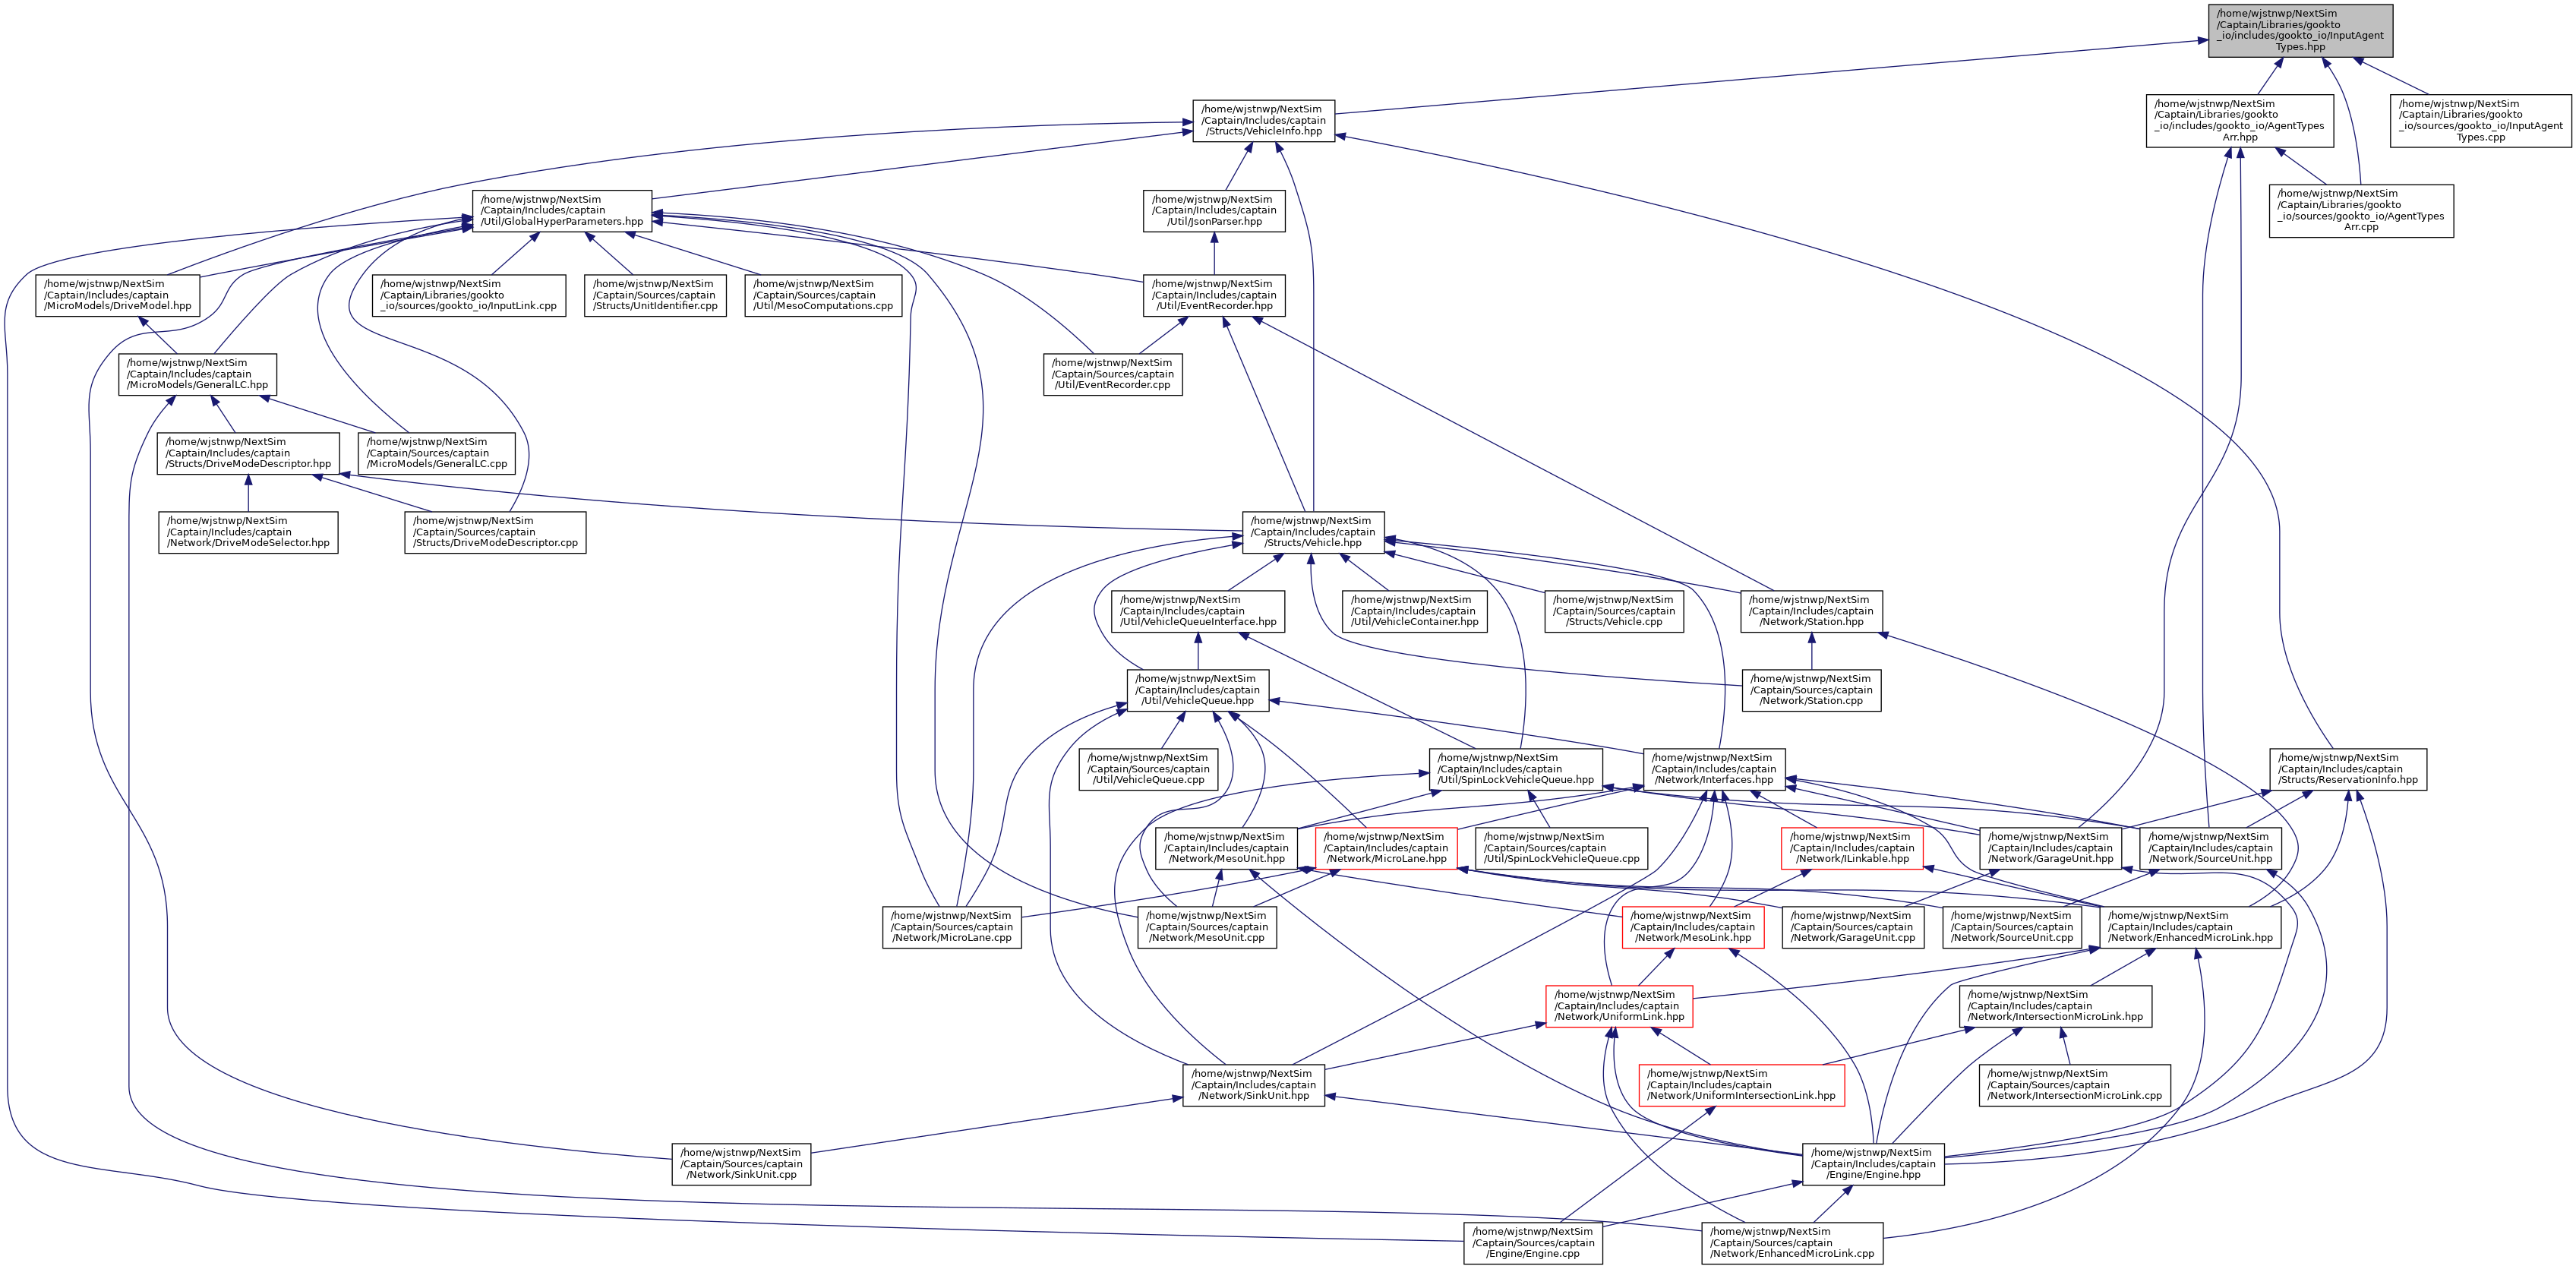 /home/wjstnwp/NextSim
/Captain/Libraries/gookto
_io/includes/gookto_io/InputAgent
Types.hpp
/home/wjstnwp/NextSim
/Captain/Includes/captain
/Structs/VehicleInfo.hpp
/home/wjstnwp/NextSim
/Captain/Libraries/gookto
_io/includes/gookto_io/AgentTypes
Arr.hpp
/home/wjstnwp/NextSim
/Captain/Libraries/gookto
_io/sources/gookto_io/InputAgent
Types.cpp
/home/wjstnwp/NextSim
/Captain/Includes/captain
/Util/GlobalHyperParameters.hpp
/home/wjstnwp/NextSim
/Captain/Includes/captain
/Util/JsonParser.hpp
/home/wjstnwp/NextSim
/Captain/Libraries/gookto
_io/sources/gookto_io/AgentTypes
Arr.cpp
/home/wjstnwp/NextSim
/Captain/Includes/captain
/MicroModels/DriveModel.hpp
/home/wjstnwp/NextSim
/Captain/Libraries/gookto
_io/sources/gookto_io/InputLink.cpp
/home/wjstnwp/NextSim
/Captain/Sources/captain
/Structs/UnitIdentifier.cpp
/home/wjstnwp/NextSim
/Captain/Sources/captain
/Util/MesoComputations.cpp
/home/wjstnwp/NextSim
/Captain/Includes/captain
/Util/EventRecorder.hpp
/home/wjstnwp/NextSim
/Captain/Includes/captain
/MicroModels/GeneralLC.hpp
/home/wjstnwp/NextSim
/Captain/Sources/captain
/Util/EventRecorder.cpp
/home/wjstnwp/NextSim
/Captain/Includes/captain
/Structs/DriveModeDescriptor.hpp
/home/wjstnwp/NextSim
/Captain/Sources/captain
/MicroModels/GeneralLC.cpp
/home/wjstnwp/NextSim
/Captain/Includes/captain
/Network/DriveModeSelector.hpp
/home/wjstnwp/NextSim
/Captain/Sources/captain
/Structs/DriveModeDescriptor.cpp
/home/wjstnwp/NextSim
/Captain/Includes/captain
/Structs/Vehicle.hpp
/home/wjstnwp/NextSim
/Captain/Includes/captain
/Util/VehicleQueueInterface.hpp
/home/wjstnwp/NextSim
/Captain/Includes/captain
/Util/VehicleContainer.hpp
/home/wjstnwp/NextSim
/Captain/Sources/captain
/Structs/Vehicle.cpp
/home/wjstnwp/NextSim
/Captain/Includes/captain
/Network/Station.hpp
/home/wjstnwp/NextSim
/Captain/Includes/captain
/Util/VehicleQueue.hpp
/home/wjstnwp/NextSim
/Captain/Sources/captain
/Network/Station.cpp
/home/wjstnwp/NextSim
/Captain/Sources/captain
/Util/VehicleQueue.cpp
/home/wjstnwp/NextSim
/Captain/Includes/captain
/Util/SpinLockVehicleQueue.hpp
/home/wjstnwp/NextSim
/Captain/Includes/captain
/Network/Interfaces.hpp
/home/wjstnwp/NextSim
/Captain/Includes/captain
/Structs/ReservationInfo.hpp
/home/wjstnwp/NextSim
/Captain/Includes/captain
/Network/MesoUnit.hpp
/home/wjstnwp/NextSim
/Captain/Includes/captain
/Network/MicroLane.hpp
/home/wjstnwp/NextSim
/Captain/Sources/captain
/Util/SpinLockVehicleQueue.cpp
/home/wjstnwp/NextSim
/Captain/Includes/captain
/Network/ILinkable.hpp
/home/wjstnwp/NextSim
/Captain/Includes/captain
/Network/GarageUnit.hpp
/home/wjstnwp/NextSim
/Captain/Includes/captain
/Network/SourceUnit.hpp
/home/wjstnwp/NextSim
/Captain/Sources/captain
/Network/MicroLane.cpp
/home/wjstnwp/NextSim
/Captain/Sources/captain
/Network/MesoUnit.cpp
/home/wjstnwp/NextSim
/Captain/Includes/captain
/Network/MesoLink.hpp
/home/wjstnwp/NextSim
/Captain/Sources/captain
/Network/GarageUnit.cpp
/home/wjstnwp/NextSim
/Captain/Sources/captain
/Network/SourceUnit.cpp
/home/wjstnwp/NextSim
/Captain/Includes/captain
/Network/EnhancedMicroLink.hpp
/home/wjstnwp/NextSim
/Captain/Includes/captain
/Network/UniformLink.hpp
/home/wjstnwp/NextSim
/Captain/Includes/captain
/Network/IntersectionMicroLink.hpp
/home/wjstnwp/NextSim
/Captain/Includes/captain
/Network/SinkUnit.hpp
/home/wjstnwp/NextSim
/Captain/Includes/captain
/Network/UniformIntersectionLink.hpp
/home/wjstnwp/NextSim
/Captain/Sources/captain
/Network/IntersectionMicroLink.cpp
/home/wjstnwp/NextSim
/Captain/Sources/captain
/Network/SinkUnit.cpp
/home/wjstnwp/NextSim
/Captain/Includes/captain
/Engine/Engine.hpp
/home/wjstnwp/NextSim
/Captain/Sources/captain
/Engine/Engine.cpp
/home/wjstnwp/NextSim
/Captain/Sources/captain
/Network/EnhancedMicroLink.cpp